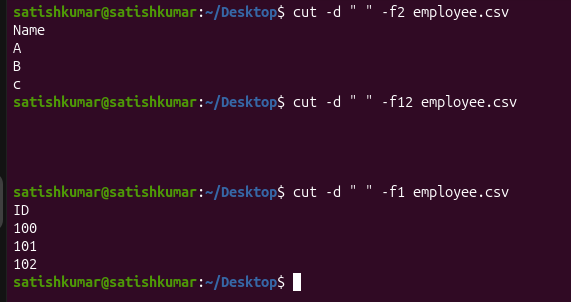 satishkumar@satishkumar:~/Desktop$ cut -d " " -f2 employee.csv
Name
A
B
c
satishkumar@satishkumar:~/Desktop$ cut -d " " -f12 employee.csv
satishkumar@satishkumar:~/Desktop$ cut -d " " -f1 employee.csv
ID
100
101
102
satishkumar@satishkumar:~/Desktop$